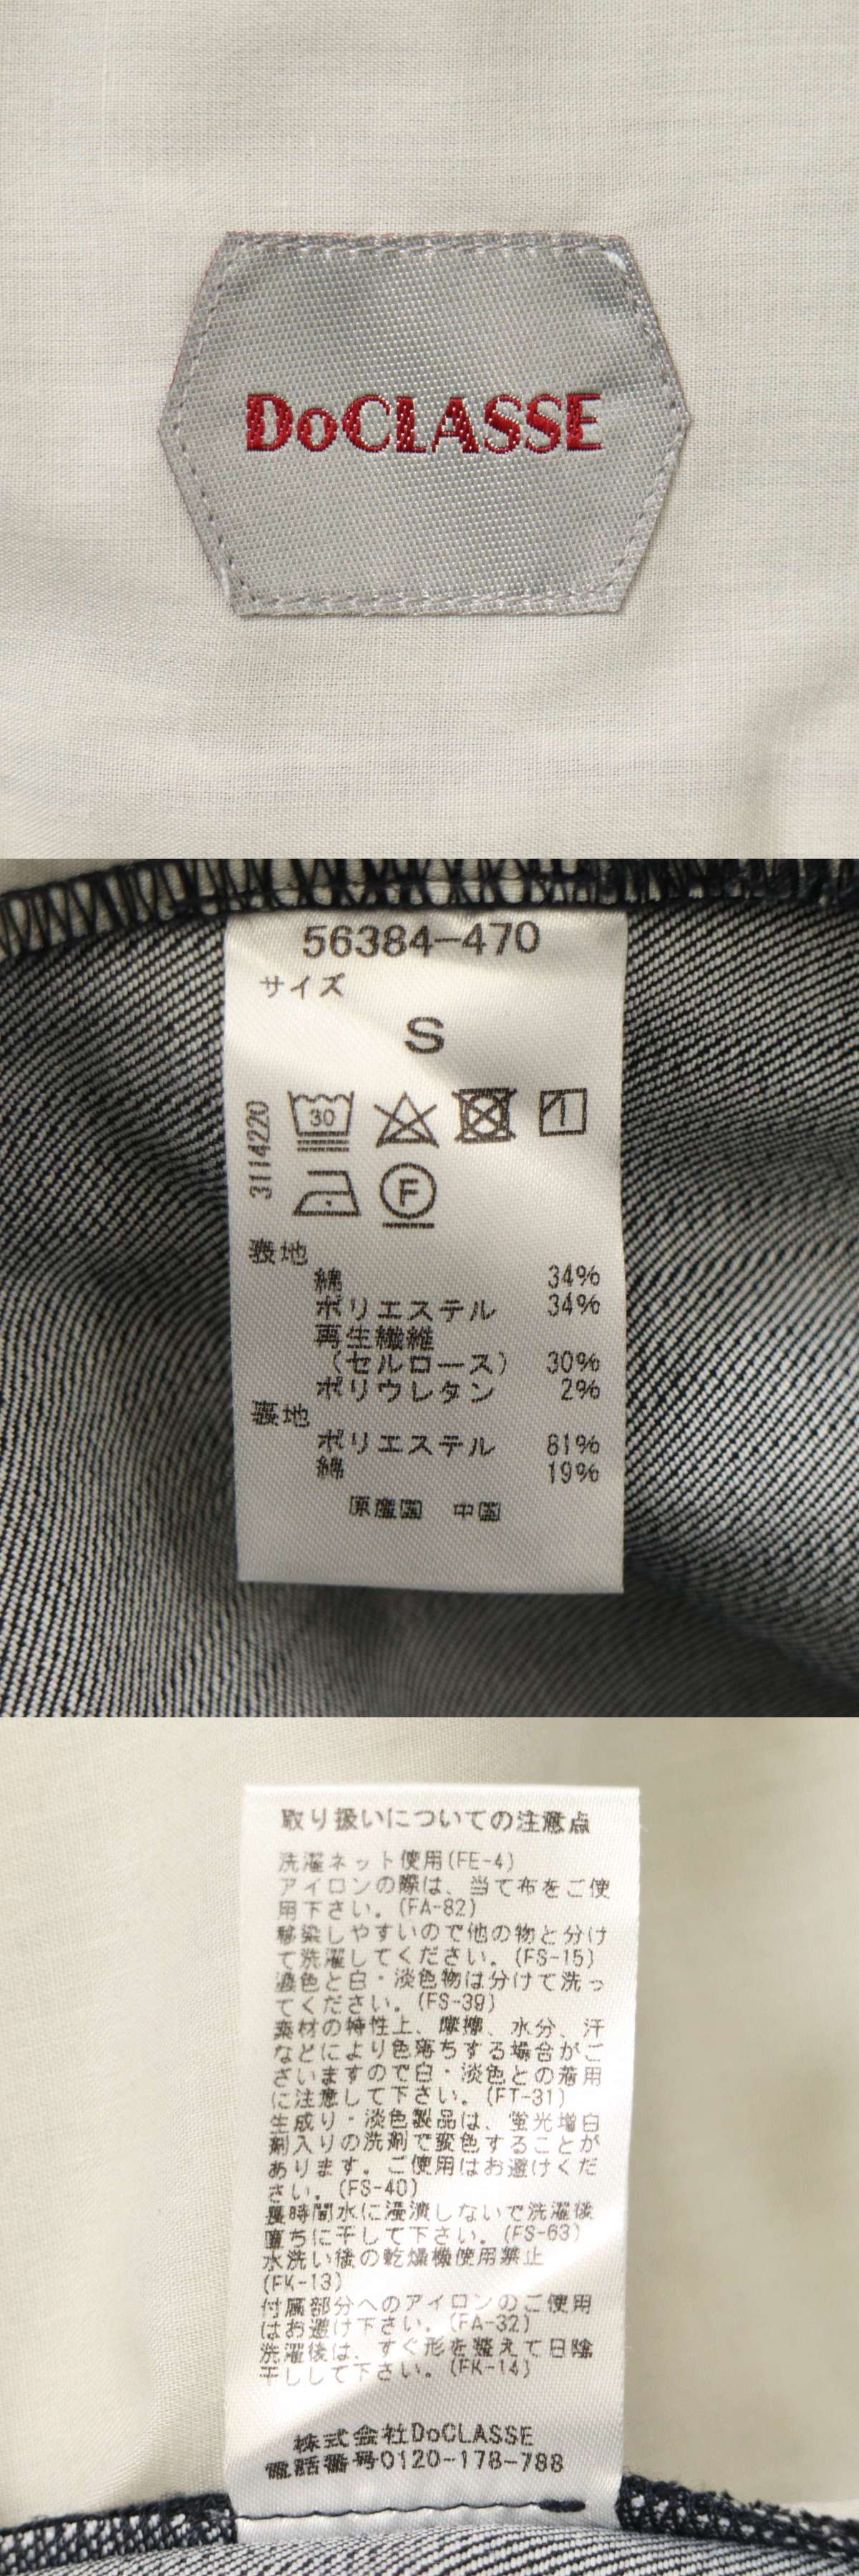 DoCLASSE
56384-470
サイズ
S
3114220
30
F
表地
綿 34%
ポリエステル 34%
再生繊維
(セルロース) 30%
ポリウレタン 2%
裏地
ポリエステル 81%
綿 19%
原産国 中国
取り扱いについての注意点
洗濯ネット使用(FE-4)
アイロンの際は、当て布をご使
用下さい。(FA-82)
移染しやすいので他の物と分け
て洗濯してください。(FS-15)
濃色と白・淡色物は分けて洗っ
てください。(FS-39)
素材の特性上、摩擦、水分、汗
などにより色落ちする場合がご
ざいますので白・淡色との着用
に注意して下さい。(FT-31)
生成り・淡色製品は、蛍光増白
剤入りの洗剤で変色することが
あります。ご使用はお避けくだ
さい。(FS-40)
長時間水に浸漬しないで洗濯後
直ちに干して下さい。(FS-63)
水洗い後の乾燥機使用禁止
(FK-13)
付属部分へのアイロンのご使用
はお避け下さい。(FA-32)
洗濯後は、すぐ形を整えて日陰
干しして下さい。(FK-14)
株式会社DoCLASSE
電話番号0120-178-788